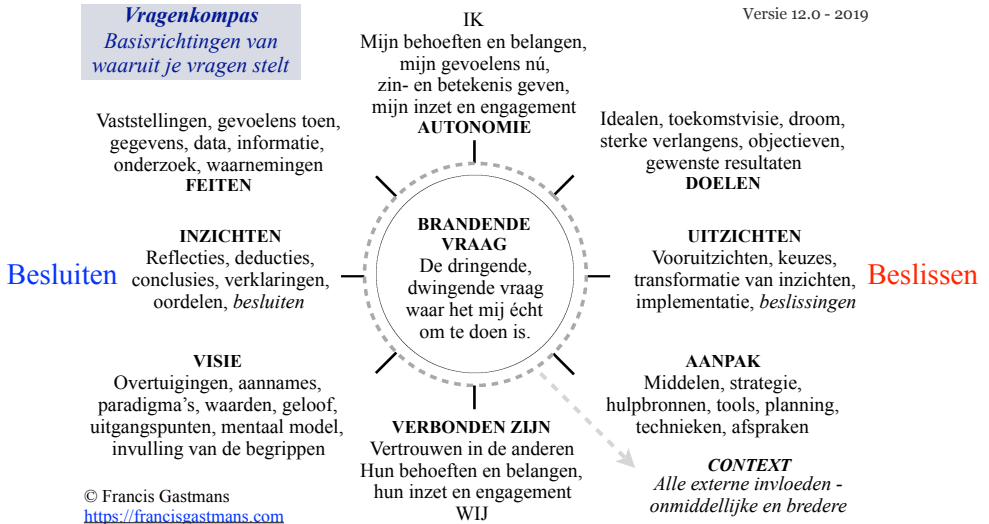 Vragenkompas
Basisrichtingen van
waaruit je vragen stelt
IK
Mijn behoeften en belangen,
mijn gevoelens nú,
zin- en betekenis geven,
mijn inzet en engagement
AUTONOMIE
Versie 12.0 - 2019
Vaststellingen, gevoelens toen,
gegevens, data, informatie,
onderzoek, waarnemingen
FEITEN
Idealen, toekomstvisie, droom,
sterke verlangens, objectieven,
gewenste resultaten
DOELEN
Besluiten
INZICHTEN
Reflecties, deducties,
conclusies, verklaringen,
oordelen, besluiten
BRANDENDE
VRAAG
De dringende,
dwingende vraag
waar het mij écht
om te doen is.
UITZICHTEN
Vooruitzichten, keuzes,
transformatie van inzichten,
implementatie, beslissingen
Beslissen
VISIE
Overtuigingen, aannames,
paradigma's, waarden, geloof,
uitgangspunten, mentaal model,
invulling van de begrippen
VERBONDEN ZIJN
Vertrouwen in de anderen
Hun behoeften en belangen,
hun inzet en engagement
WIJ
AANPAK
Middelen, strategie,
hulpbronnen, tools, planning,
technieken, afspraken
CONTEXT
Alle externe invloeden -
onmiddellijke en bredere
© Francis Gastmans
https://francisgastmans.com